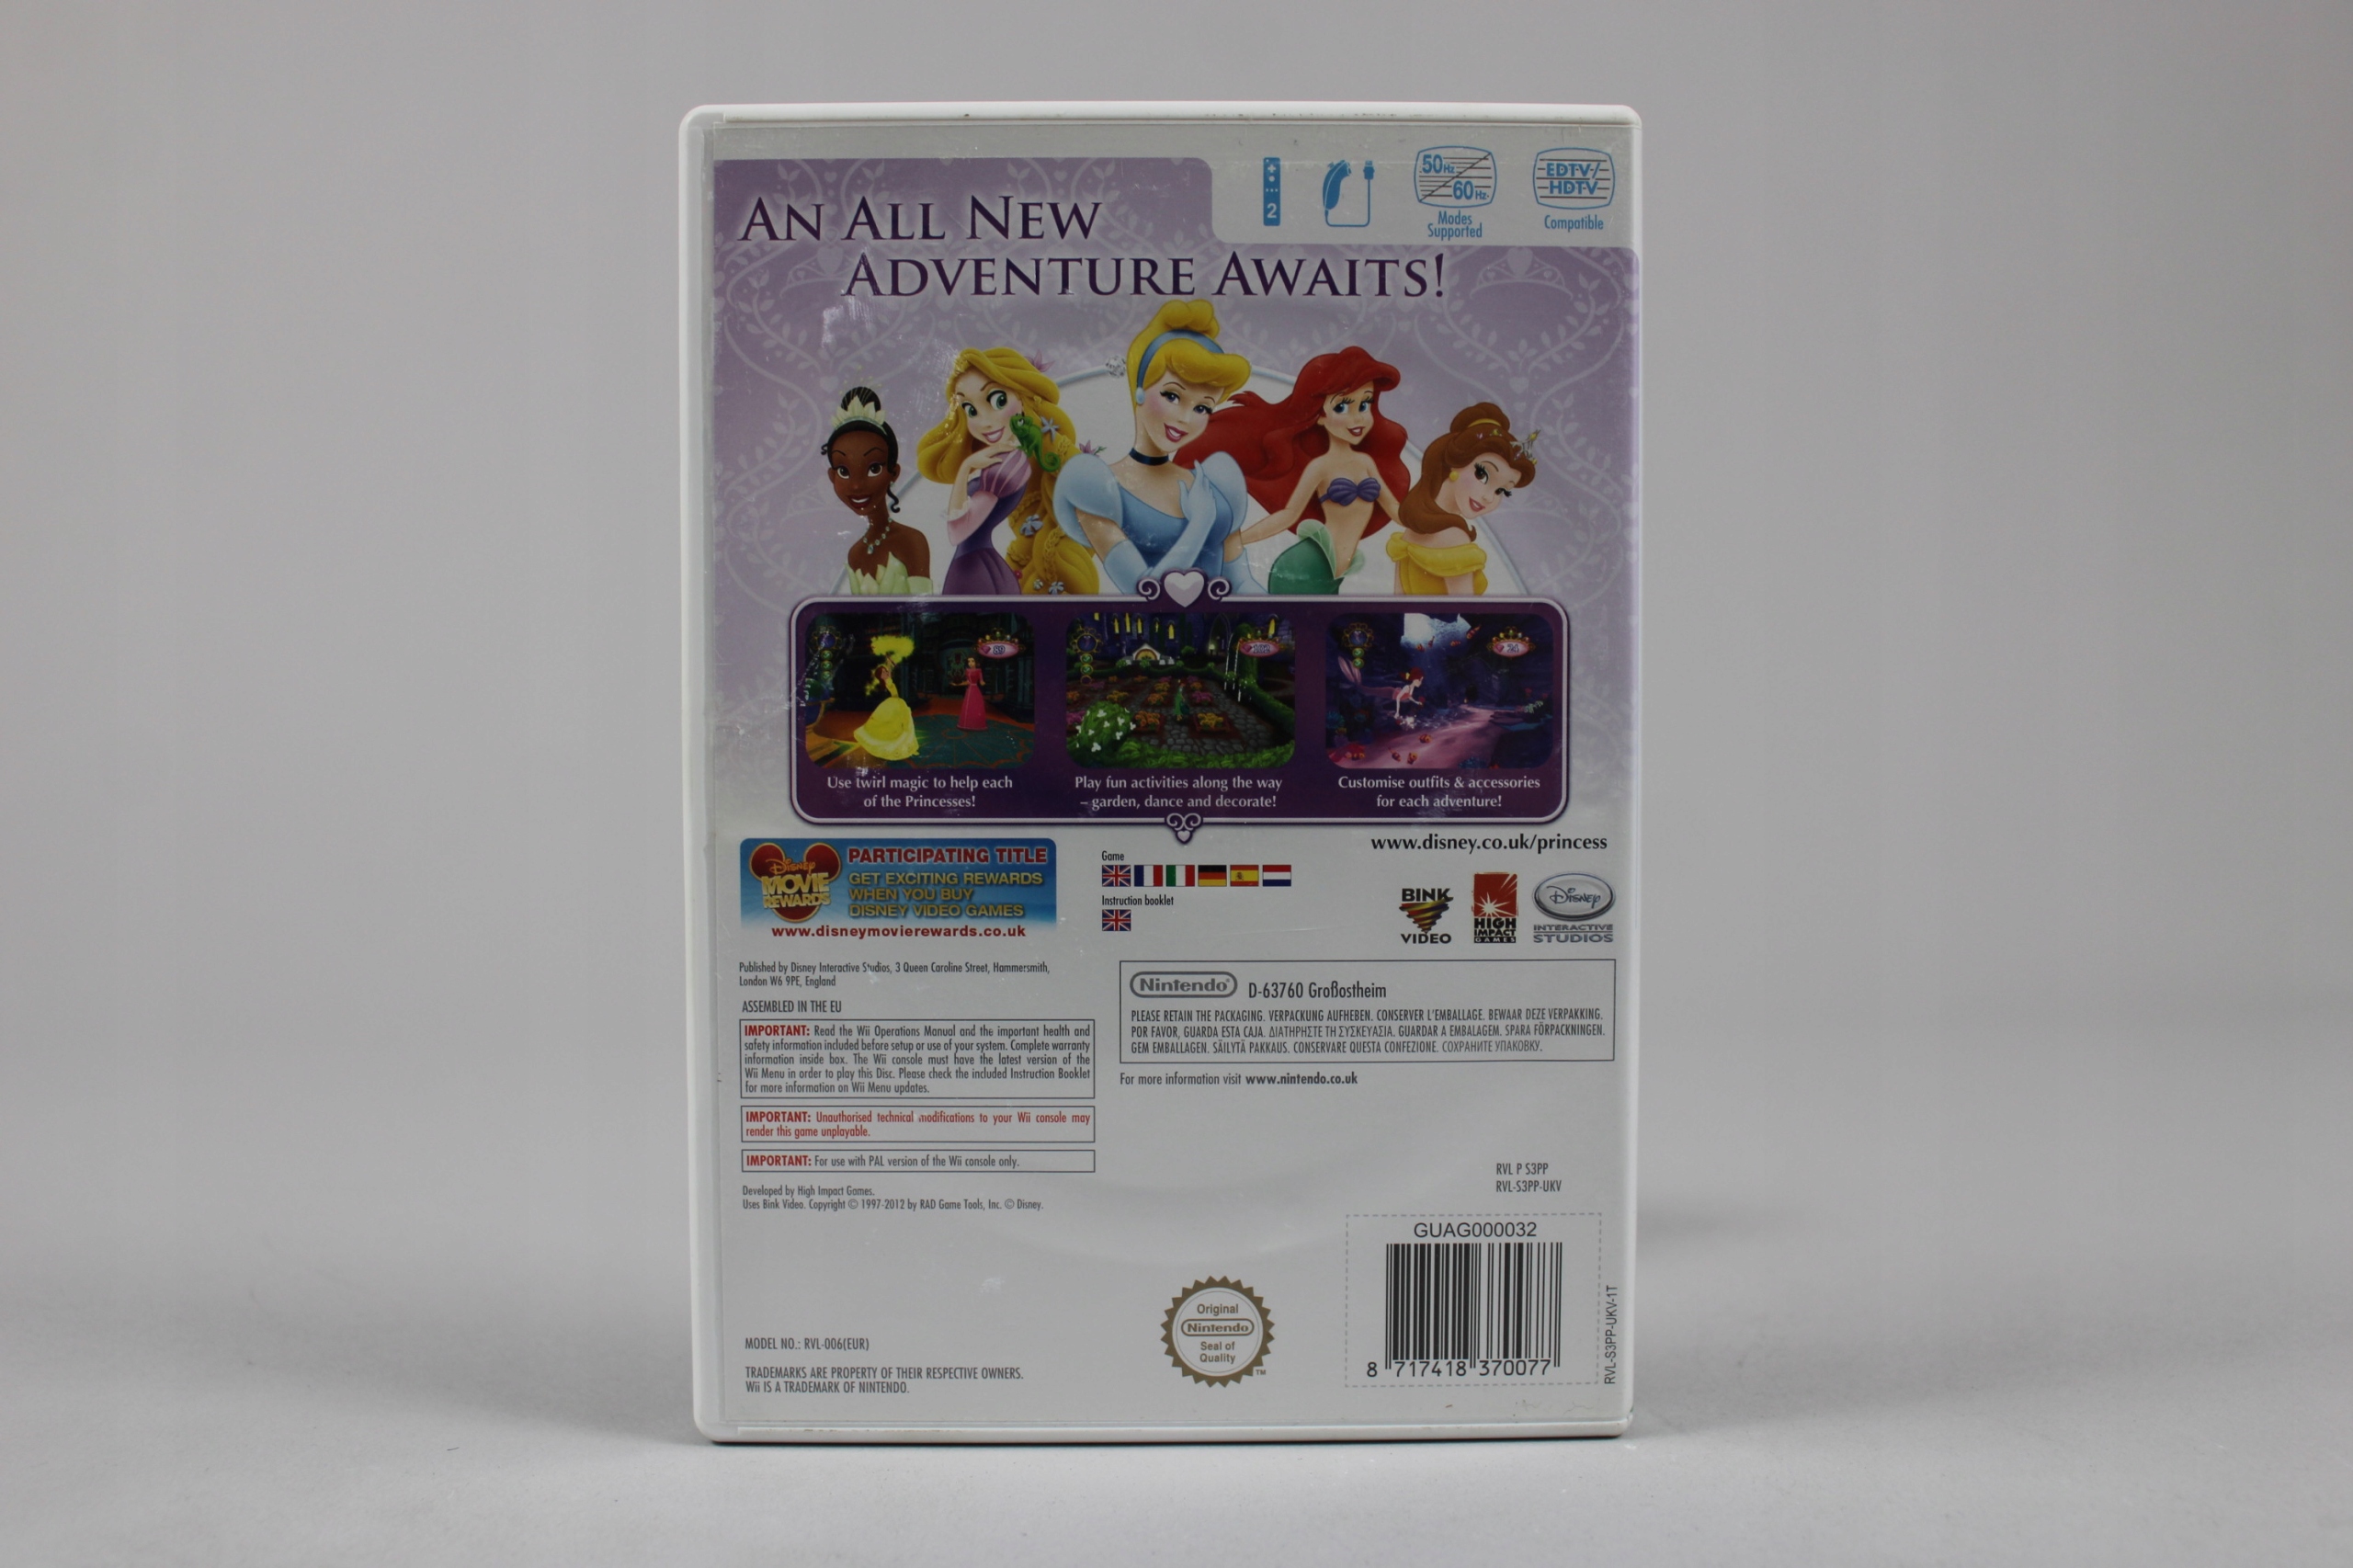 AN ALL NEW
ADVENTURE AWAITS!
2
50Hz
60Hz
Modes
Supported
EDTV/
HDTV
Compatible
89
24
Use twirl magic to help each
of the Princesses!
Play fun activities along the way
– garden, dance and decorate!
Customise outfits & accessories
for each adventure!
Disney
MOVIE
REWARDS
PARTICIPATING TITLE
GET EXCITING REWARDS
WHEN YOU BUY
DISNEY VIDEO GAMES
www.disneymovierewards.co.uk
Game
Instruction booklet
www.disney.co.uk/princess
BINK
VIDEO
HIGH
IMPACT
GAMES
Disney
INTERACTIVE
STUDIOS
Published by Disney Interactive Studios, 3 Queen Caroline Street, Hammersmith,
London W6 9PE, England
ASSEMBLED IN THE EU
IMPORTANT: Read the Wii Operations Manual and the important health and
safety information included before setup or use of your system. Complete warranty
information inside box. The Wii console must have the latest version of the
Wii Menu in order to play this Disc. Please check the included Instruction Booklet
for more information on Wii Menu updates.
IMPORTANT: Unauthorised technical modifications to your Wii console may
render this game unplayable.
IMPORTANT: For use with PAL version of the Wii console only.
Developed by High Impact Games.
Uses Bink Video. Copyright © 1997-2012 by RAD Game Tools, Inc. © Disney.
Nintendo® D-63760 Großostheim
PLEASE RETAIN THE PACKAGING. VERPACKUNG AUFHEBEN. CONSERVER L'EMBALLAGE. BEWAAR DEZE VERPAKKING.
POR FAVOR, GUARDA ESTA CAJA. ΔΙΑΤΗΡΗΣΤΕ ΤΗ ΣΥΣΚΕΥΑΣΙΑ. GUARDAR A EMBALAGEM. SPARA FÖRPACKNINGEN.
GEM EMBALLAGEN. SÄILYTÄ PAKKAUS. CONSERVARE QUESTA CONFEZIONE. СОХРАНИТЕ УПАКОВКУ.
For more information visit www.nintendo.co.uk
RVL P S3PP
RVL-S3PP-UKV
GUAG000032
8 717418 370077
RVL-S3PP-UKV-1T
Original
Nintendo
Seal of
Quality
TM
MODEL NO.: RVL-006(EUR)
TRADEMARKS ARE PROPERTY OF THEIR RESPECTIVE OWNERS.
Wii IS A TRADEMARK OF NINTENDO.